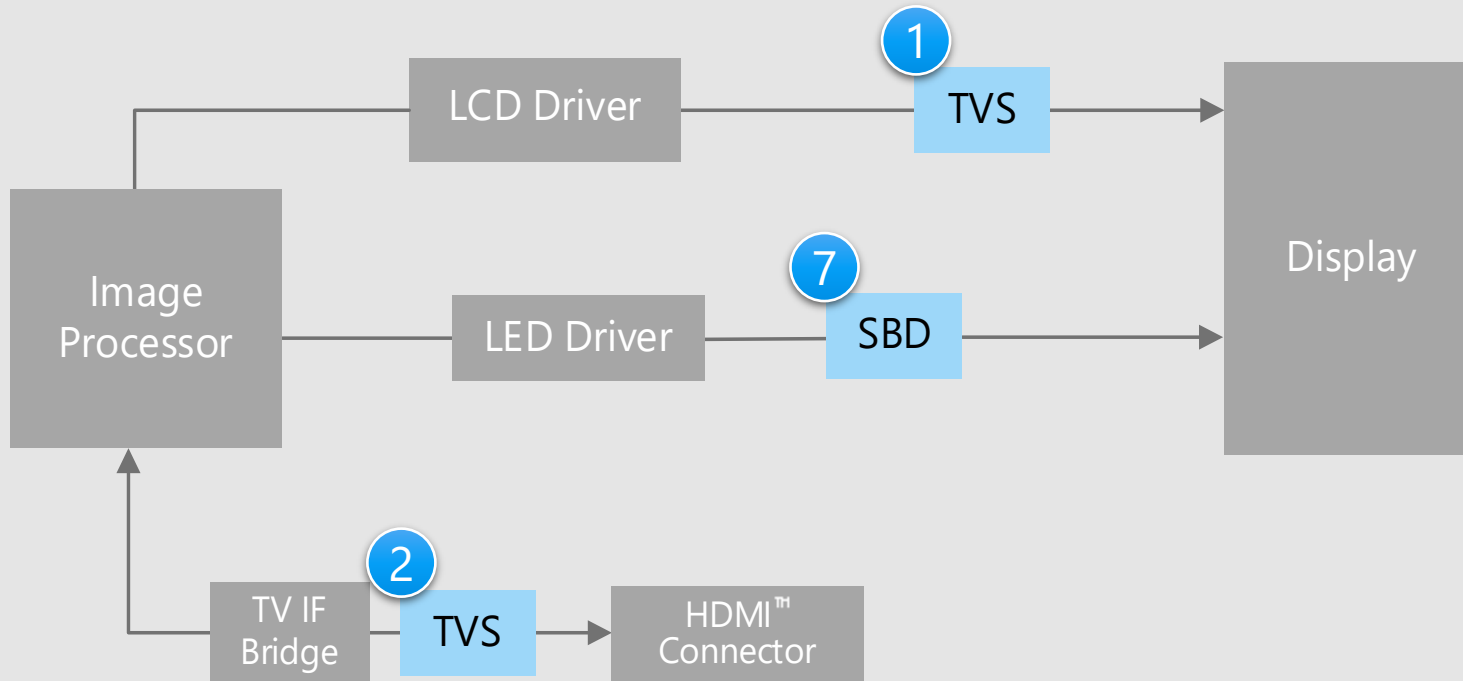 1
LCD Driver
TVS
Image
Processor
7
LED Driver
SBD
Display
2
TV IF
Bridge
TVS
HDMI™
Connector